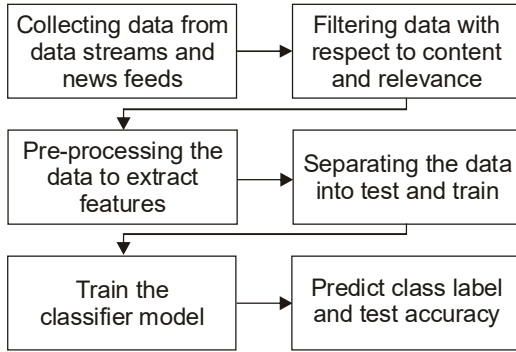 Collecting data from
data streams and
news feeds
Filtering data with
respect to content
and relevance
Pre-processing the
data to extract
features
Separating the data
into test and train
Train the
classifier model
Predict class label
and test accuracy